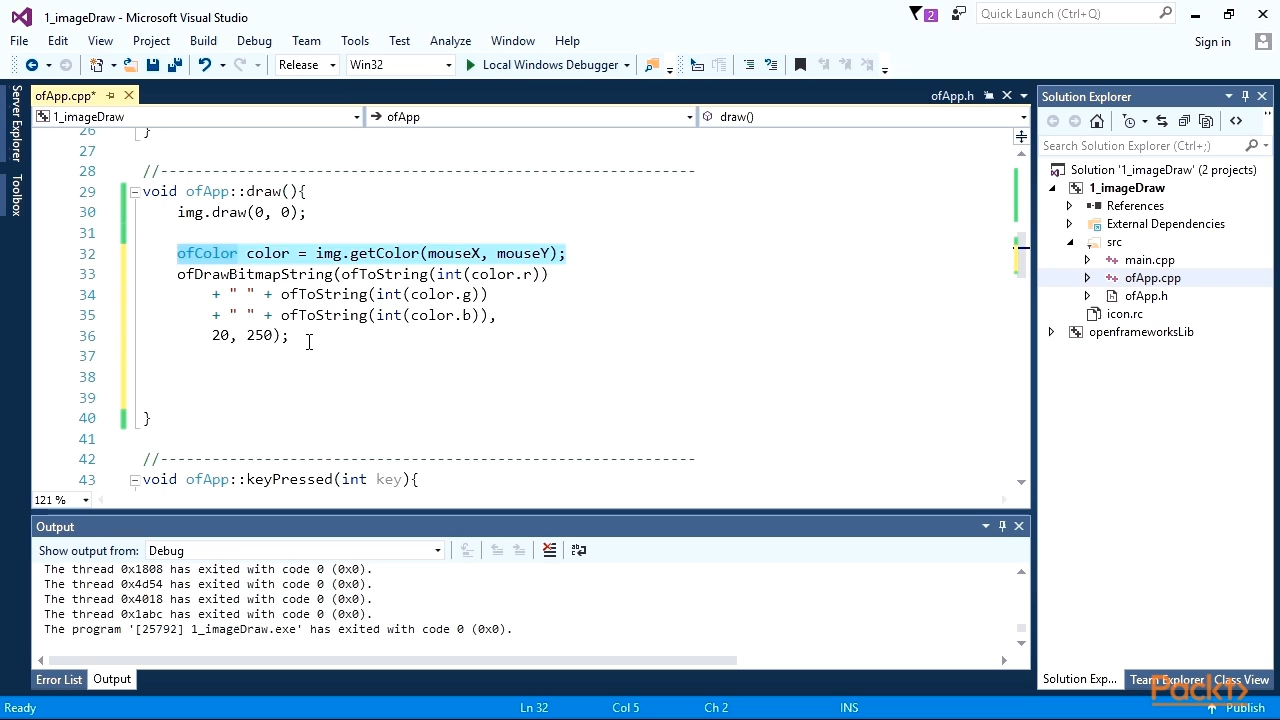 1_imageDraw - Microsoft Visual Studio
2
Quick Launch (Ctrl+Q)
File Edit View Project Build Debug Team Tools Test Analyze Window Help
Sign in
Release Win32 Local Windows Debugger
Server Explorer
Toolbox
ofApp.cpp*
ofApp.h
1_imageDraw ofApp draw()
26 }
27
28 //--------------------------------------------------------------
29 void ofApp::draw(){
30 img.draw(0, 0);
31
32 ofColor color = img.getColor(mouseX, mouseY);
33 ofDrawBitmapString(ofToString(int(color.r))
34 + " " + ofToString(int(color.g))
35 + " " + ofToString(int(color.b)),
36 20, 250);
37
38
39
40 }
41
42 //--------------------------------------------------------------
43 void ofApp::keyPressed(int key){
121 %
Solution Explorer
Search Solution Explorer (Ctrl+;)
Solution '1_imageDraw' (2 projects)
1_imageDraw
References
External Dependencies
src
main.cpp
ofApp.cpp
ofApp.h
icon.rc
openframeworksLib
Solution Exp... Team Explorer Class View
Output
Show output from: Debug
The thread 0x1808 has exited with code 0 (0x0).
The thread 0x4d54 has exited with code 0 (0x0).
The thread 0x4018 has exited with code 0 (0x0).
The thread 0x1abc has exited with code 0 (0x0).
The program '[25792] 1_imageDraw.exe' has exited with code 0 (0x0).
Error List Output
Packt>
Ready Ln 32 Col 5 Ch 2 INS Publish